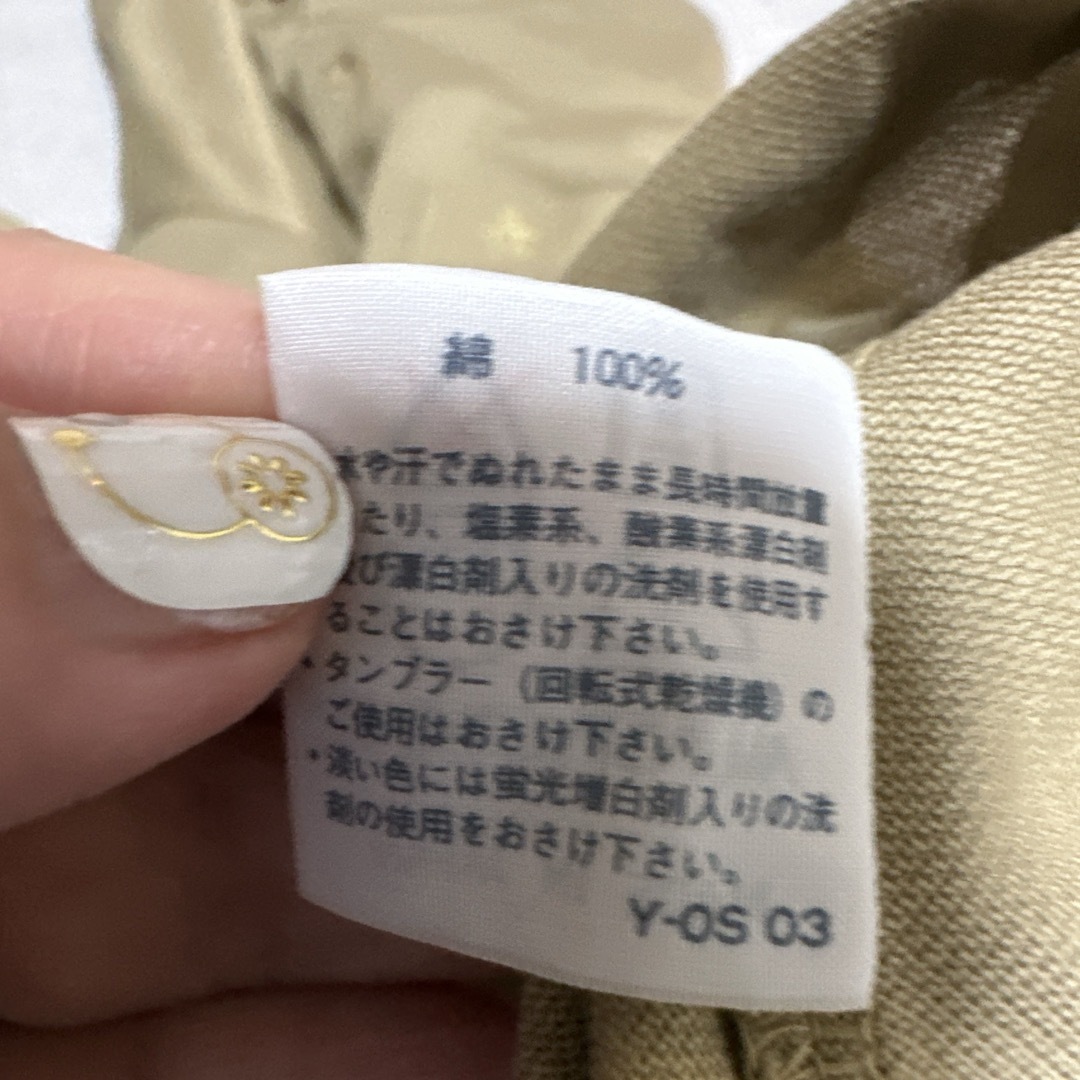 綿 100%
水や汗でぬれたまま長時間放置
たり、塩素系、酸素系漂白剤
及び漂白剤入りの洗剤を使用す
ることはおさけ下さい。
・タンブラー（回転式乾燥機）の
ご使用はおさけ下さい。
・淡い色には蛍光増白剤入りの洗
剤の使用をおさけ下さい。
Y-OS 03